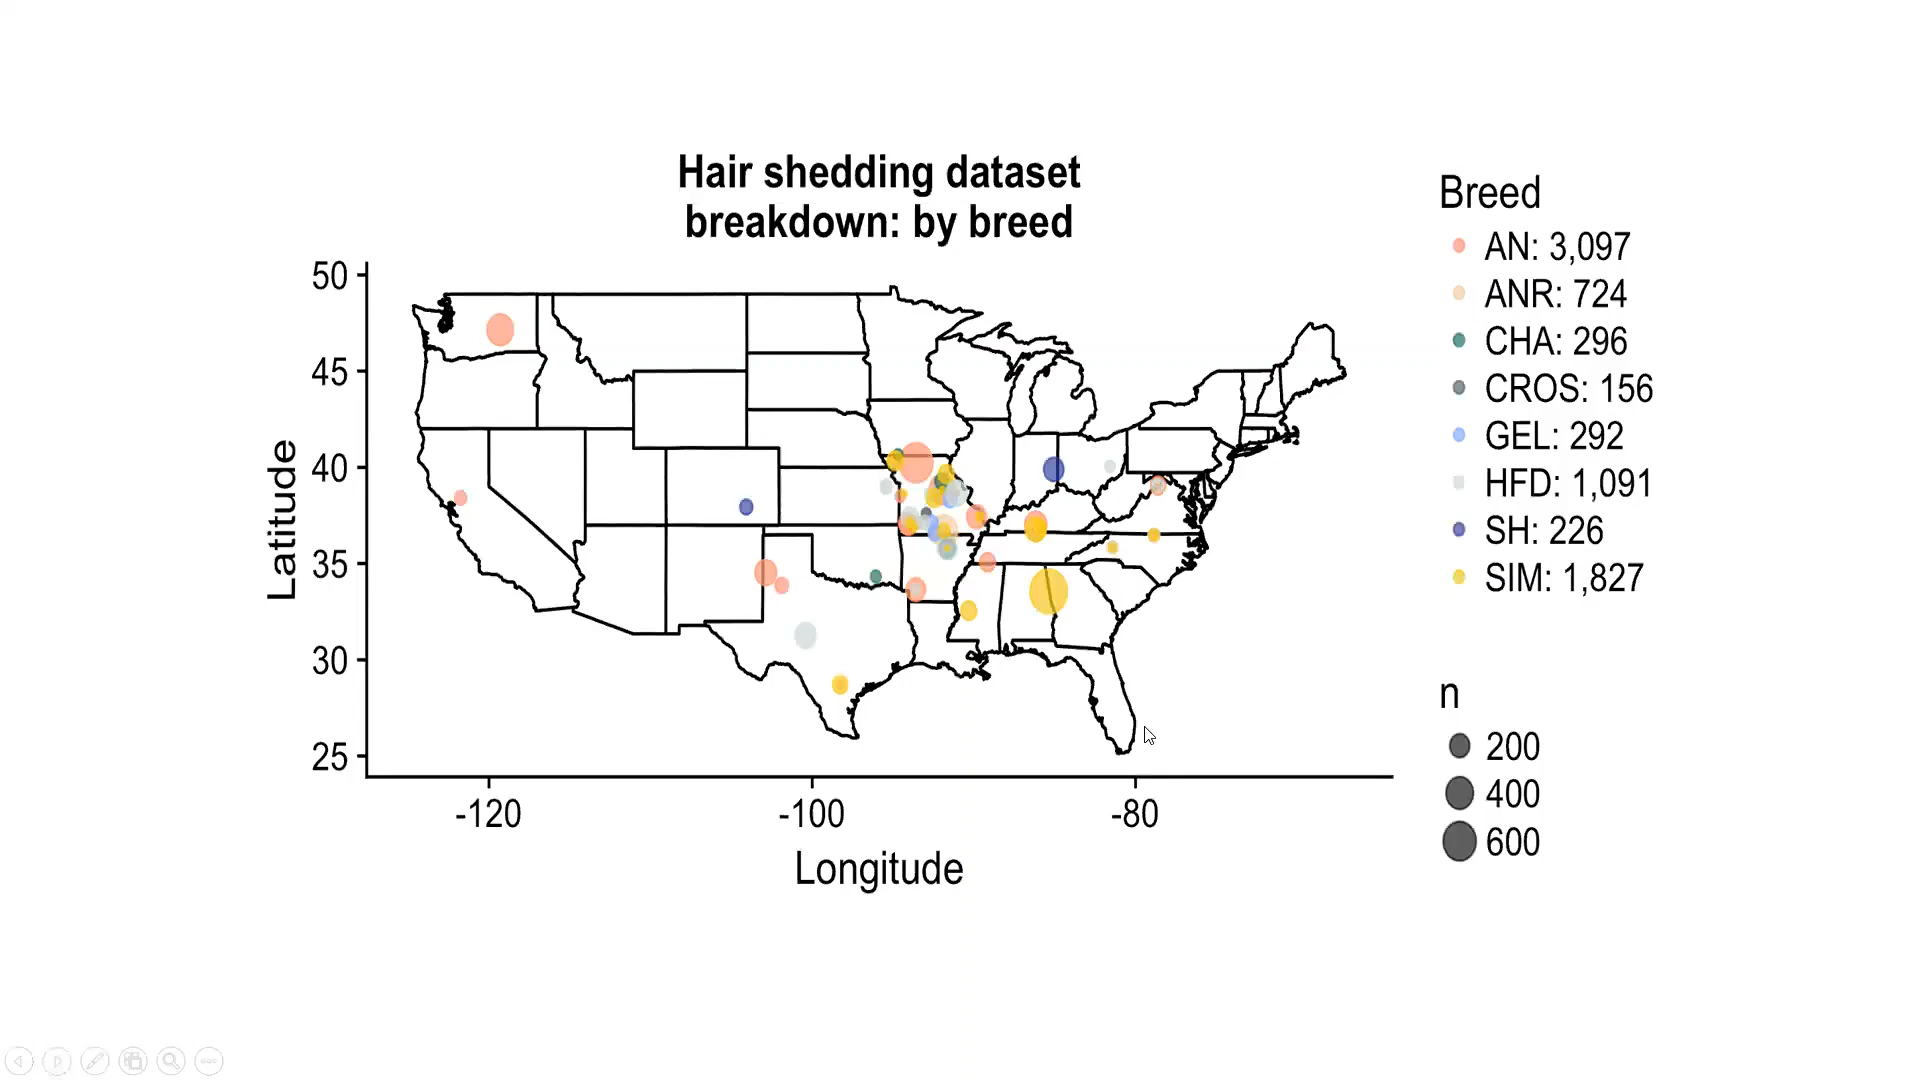 Hair shedding dataset
breakdown: by breed
Breed
AN: 3,097
ANR: 724
CHA: 296
CROS: 156
GEL: 292
HFD: 1,091
SH: 226
SIM: 1,827
n
200
400
600
Latitude
50
45
40
35
30
25
-120
-100
-80
Longitude